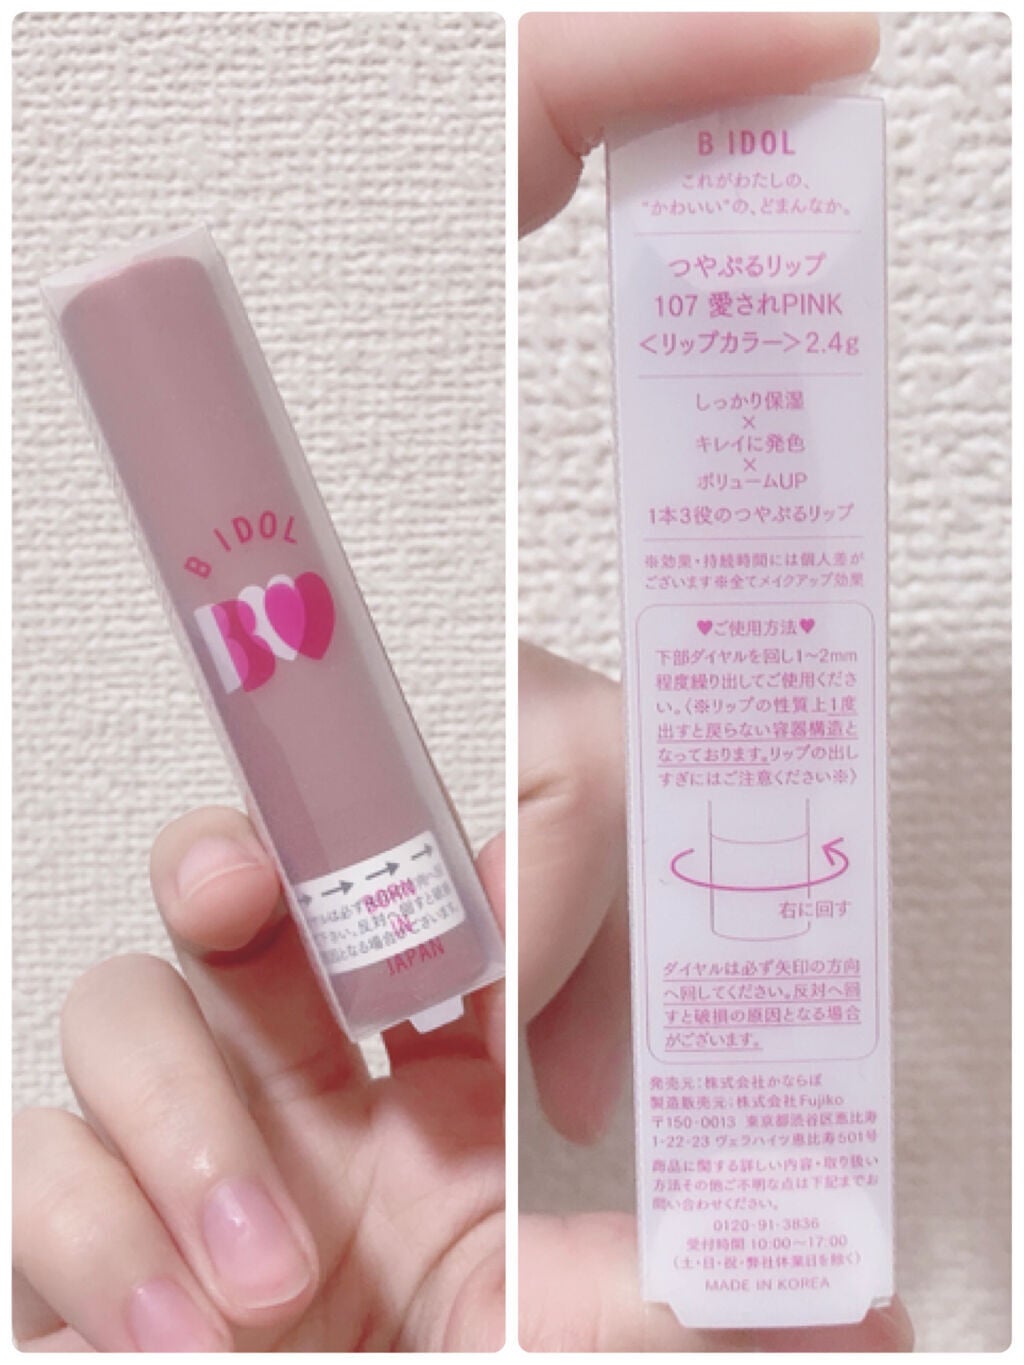 B IDOL
BORN
IN
JAPAN
B IDOL
これがわたしの、
"かわいい"の、どまんなか。
つやぷるリップ
107 愛されPINK
＜リップカラー＞2.4g
しっかり保湿
×
キレイに発色
×
ボリュームUP
1本3役のつやぷるリップ
※効果・持続時間には個人差が
ございます※全てメイクアップ効果
♥ご使用方法♥
下部ダイヤルを回し1～2mm
程度繰り出してご使用くださ
い。〈※リップの性質上1度
出すと戻らない容器構造と
なっております。リップの出し
すぎにはご注意ください※〉
右に回す
ダイヤルは必ず矢印の方向
へ回してください。反対へ回
すと破損の原因となる場合
がございます。
発売元：株式会社かならぼ
製造販売元：株式会社Fujiko
〒150-0013 東京都渋谷区恵比寿
1-22-23 ヴェラハイツ恵比寿501号
商品に関する詳しい内容・取り扱い
方法その他ご不明な点は下記までお
問い合わせください。
0120-91-3836
受付時間 10:00～17:00
（土・日・祝・弊社休業日を除く）
MADE IN KOREA